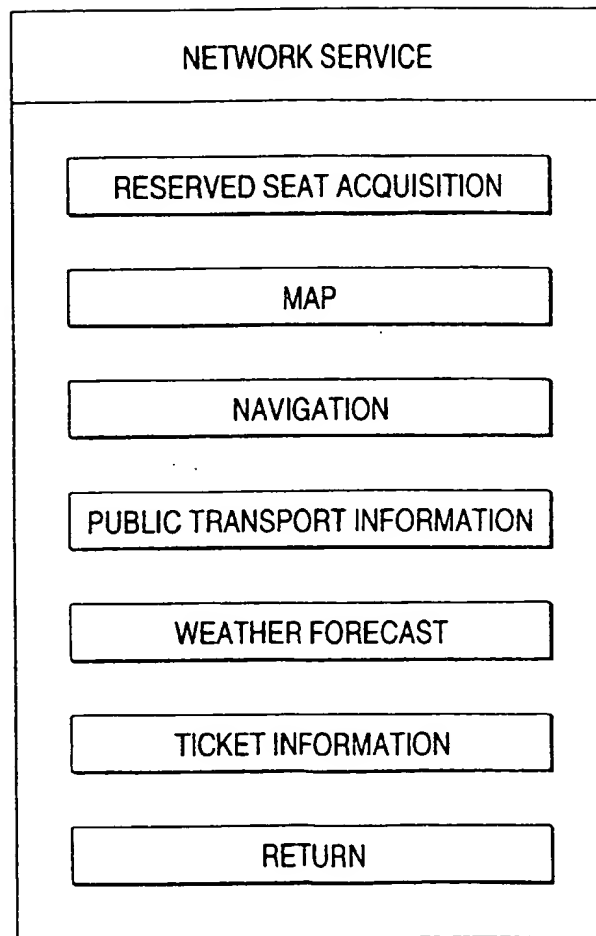 NETWORK SERVICE
RESERVED SEAT ACQUISITION
MAP
NAVIGATION
PUBLIC TRANSPORT INFORMATION
WEATHER FORECAST
TICKET INFORMATION
RETURN